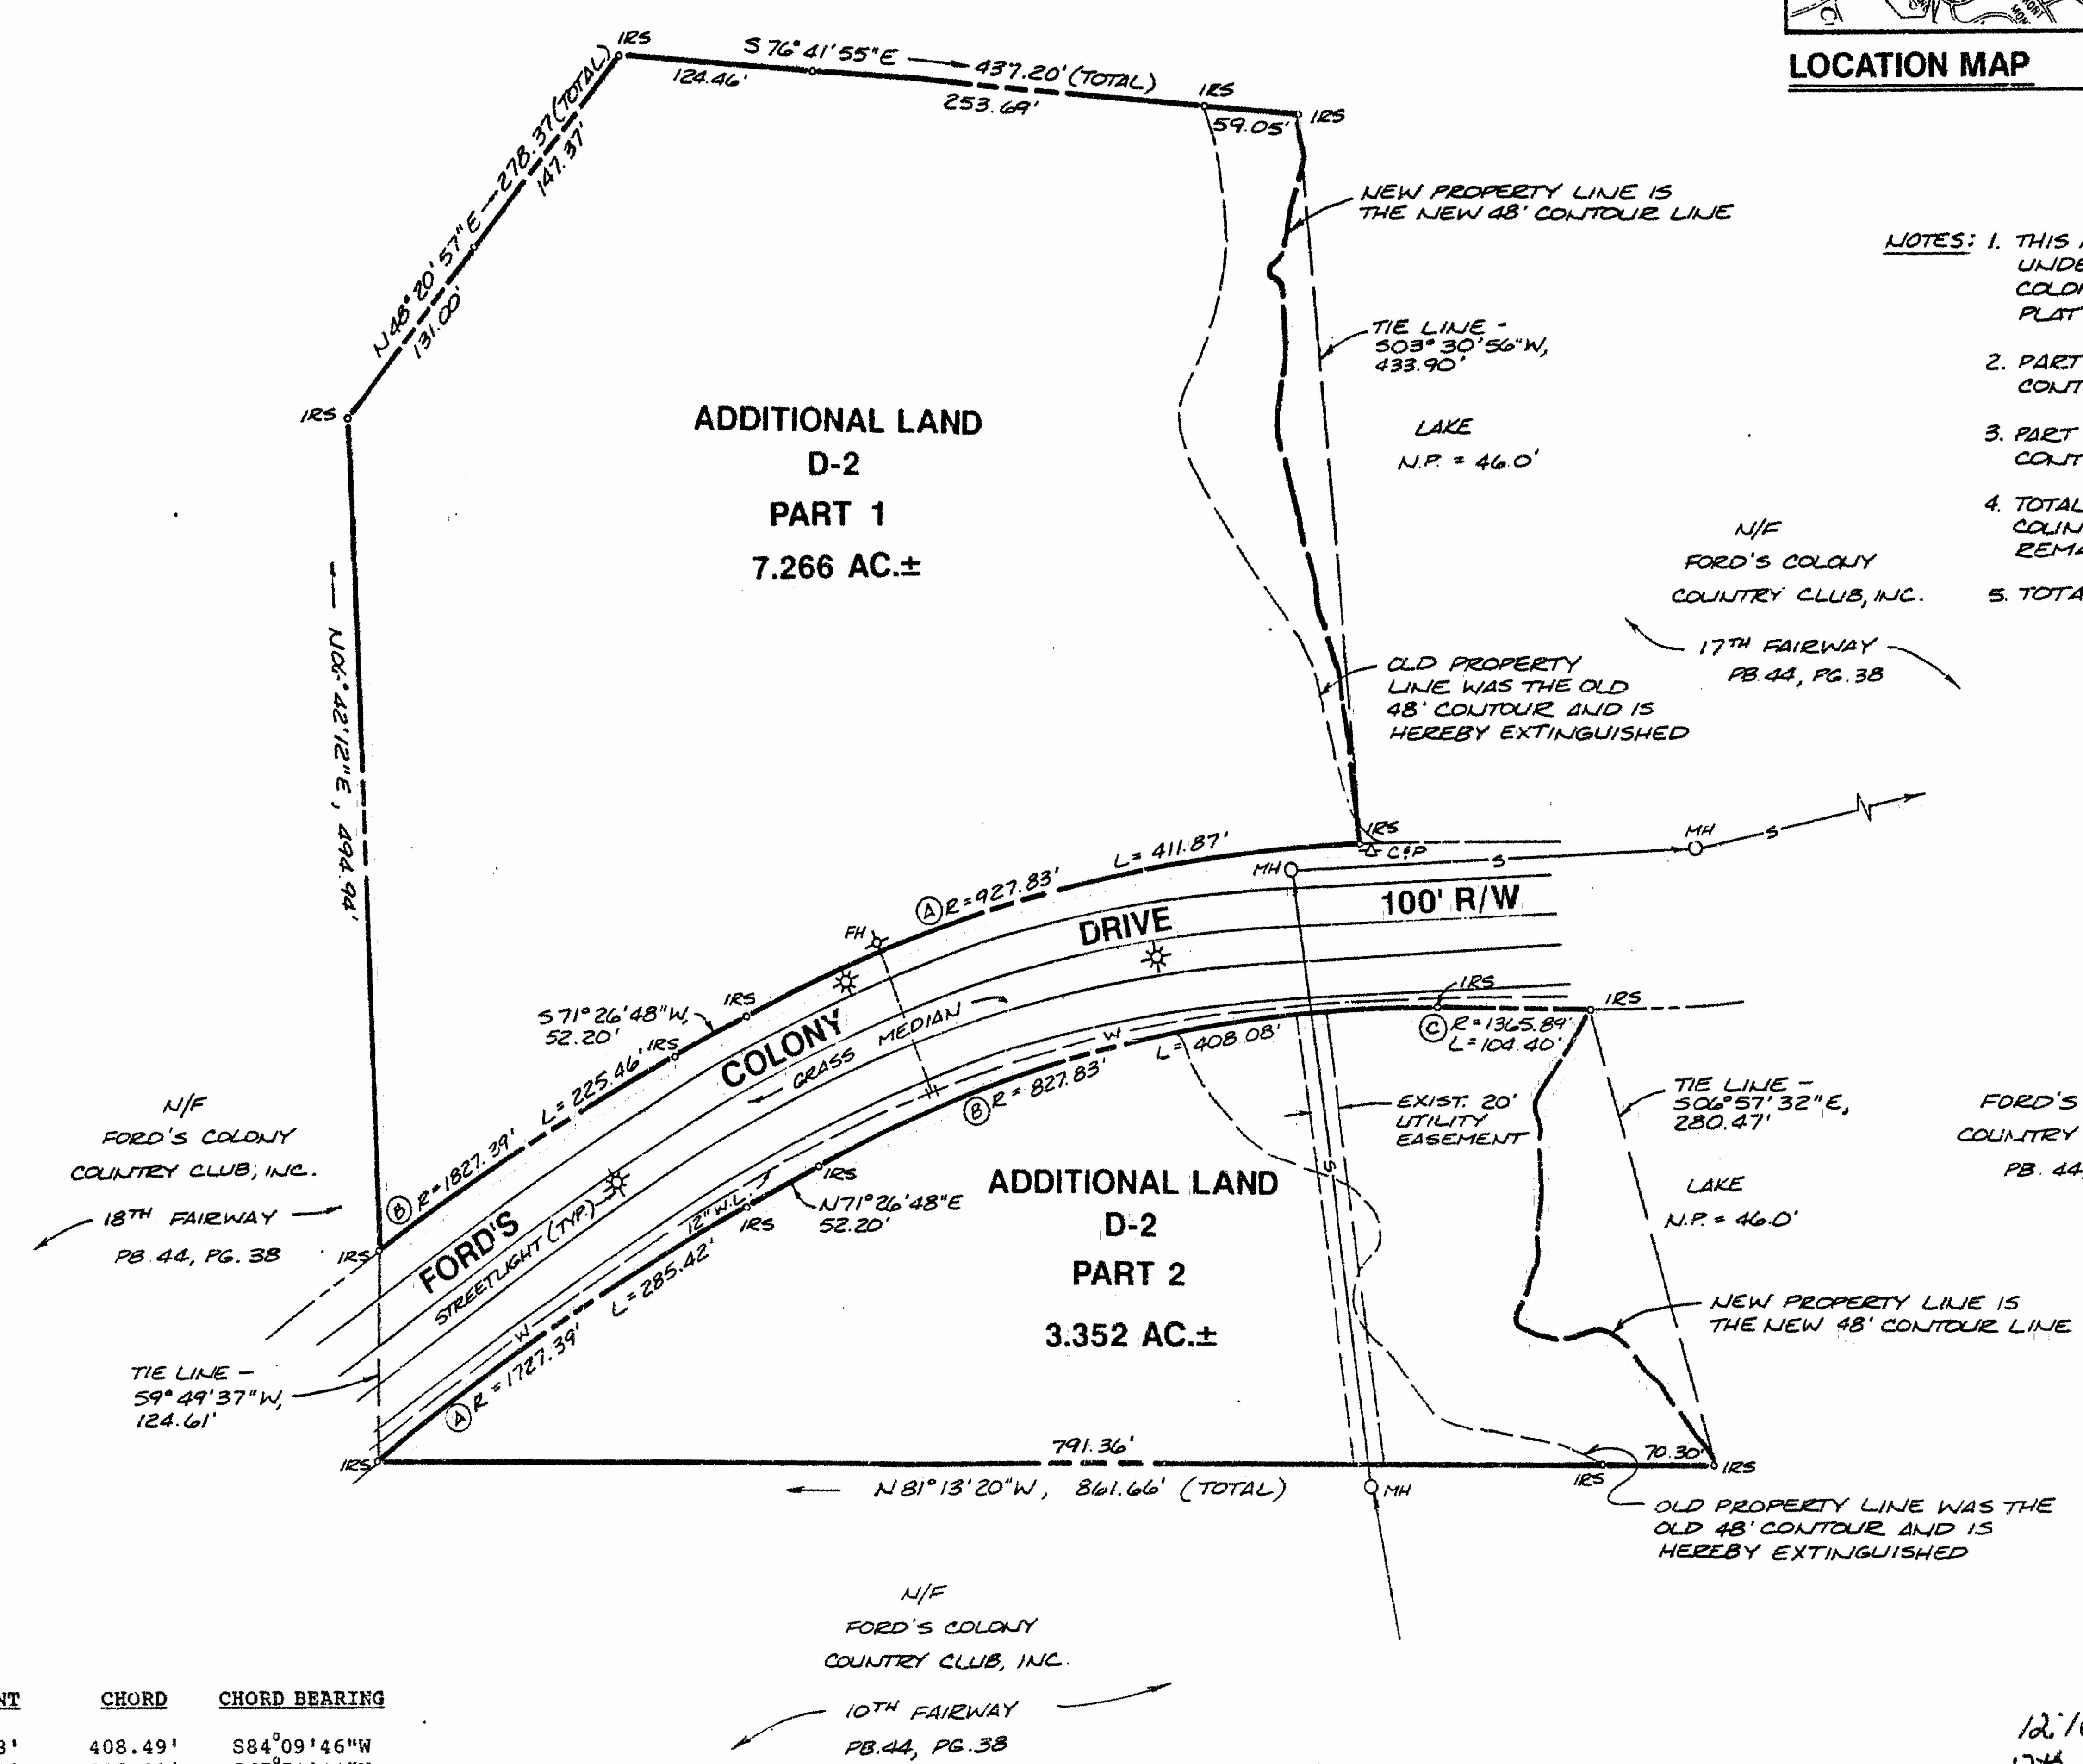 LOCATION MAP
IRS
S 76° 41' 55" E
437.20' (TOTAL)
124.46'
253.69'
IRS
59.05'
IRS
N48° 20' 57" E
278.37 (TOTAL)
147.37'
131.00'
IRS
NEW PROPERTY LINE IS
THE NEW 48' CONTOUR LINE
TIE LINE -
S03° 30' 56" W,
433.90'
LAKE
N.P. = 46.0'
NOTES: 1. THIS
UNDE
COLO
PLAT
2. PART
CONT
3. PART
CONT
4. TOTAL
COUN
REMA
5. TOTA
ADDITIONAL LAND
D-2
PART 1
7.266 AC.±
N/F
FORD'S COLONY
COUNTRY CLUB, INC.
17TH FAIRWAY
PB. 44, PG. 38
OLD PROPERTY
LINE WAS THE OLD
48' CONTOUR AND IS
HEREBY EXTINGUISHED
42' 12" E, 494.94'
IRS
C&P
MH
MH
S
S
100' R/W
L= 411.87'
A R=927.83'
FH
DRIVE
COLONY
FORD'S
GRASS MEDIAN
IRS
S 71° 26' 48" W,
52.20'
IRS
L= 225.46'
B R=1827.39'
IRS
STREETLIGHT (TYP.)
12" W.L.
W
W
IRS
N71° 26' 48" E
52.20'
IRS
L= 285.42'
A R = 1727.39'
B R = 827.83'
L= 408.08'
IRS
C R = 1365.89'
L = 104.40'
IRS
EXIST. 20'
UTILITY
EASEMENT
S
TIE LINE -
S06° 57' 32" E,
280.47'
LAKE
N.P. = 46.0'
FORD'S
COUNTRY
PB. 44,
N/F
FORD'S COLONY
COUNTRY CLUB, INC.
18TH FAIRWAY
PB. 44, PG. 38
ADDITIONAL LAND
D-2
PART 2
3.352 AC.±
NEW PROPERTY LINE IS
THE NEW 48' CONTOUR LINE
TIE LINE -
S9° 49' 37" W,
124.61'
IRS
791.36'
70.30'
IRS
IRS
N 81° 13' 20" W, 861.66' (TOTAL)
MH
OLD PROPERTY LINE WAS THE
OLD 48' CONTOUR AND IS
HEREBY EXTINGUISHED
N/F
FORD'S COLONY
COUNTRY CLUB, INC.
10TH FAIRWAY
PB. 44, PG. 38
NT CHORD CHORD BEARING
3' 408.49' S84°09'46"W